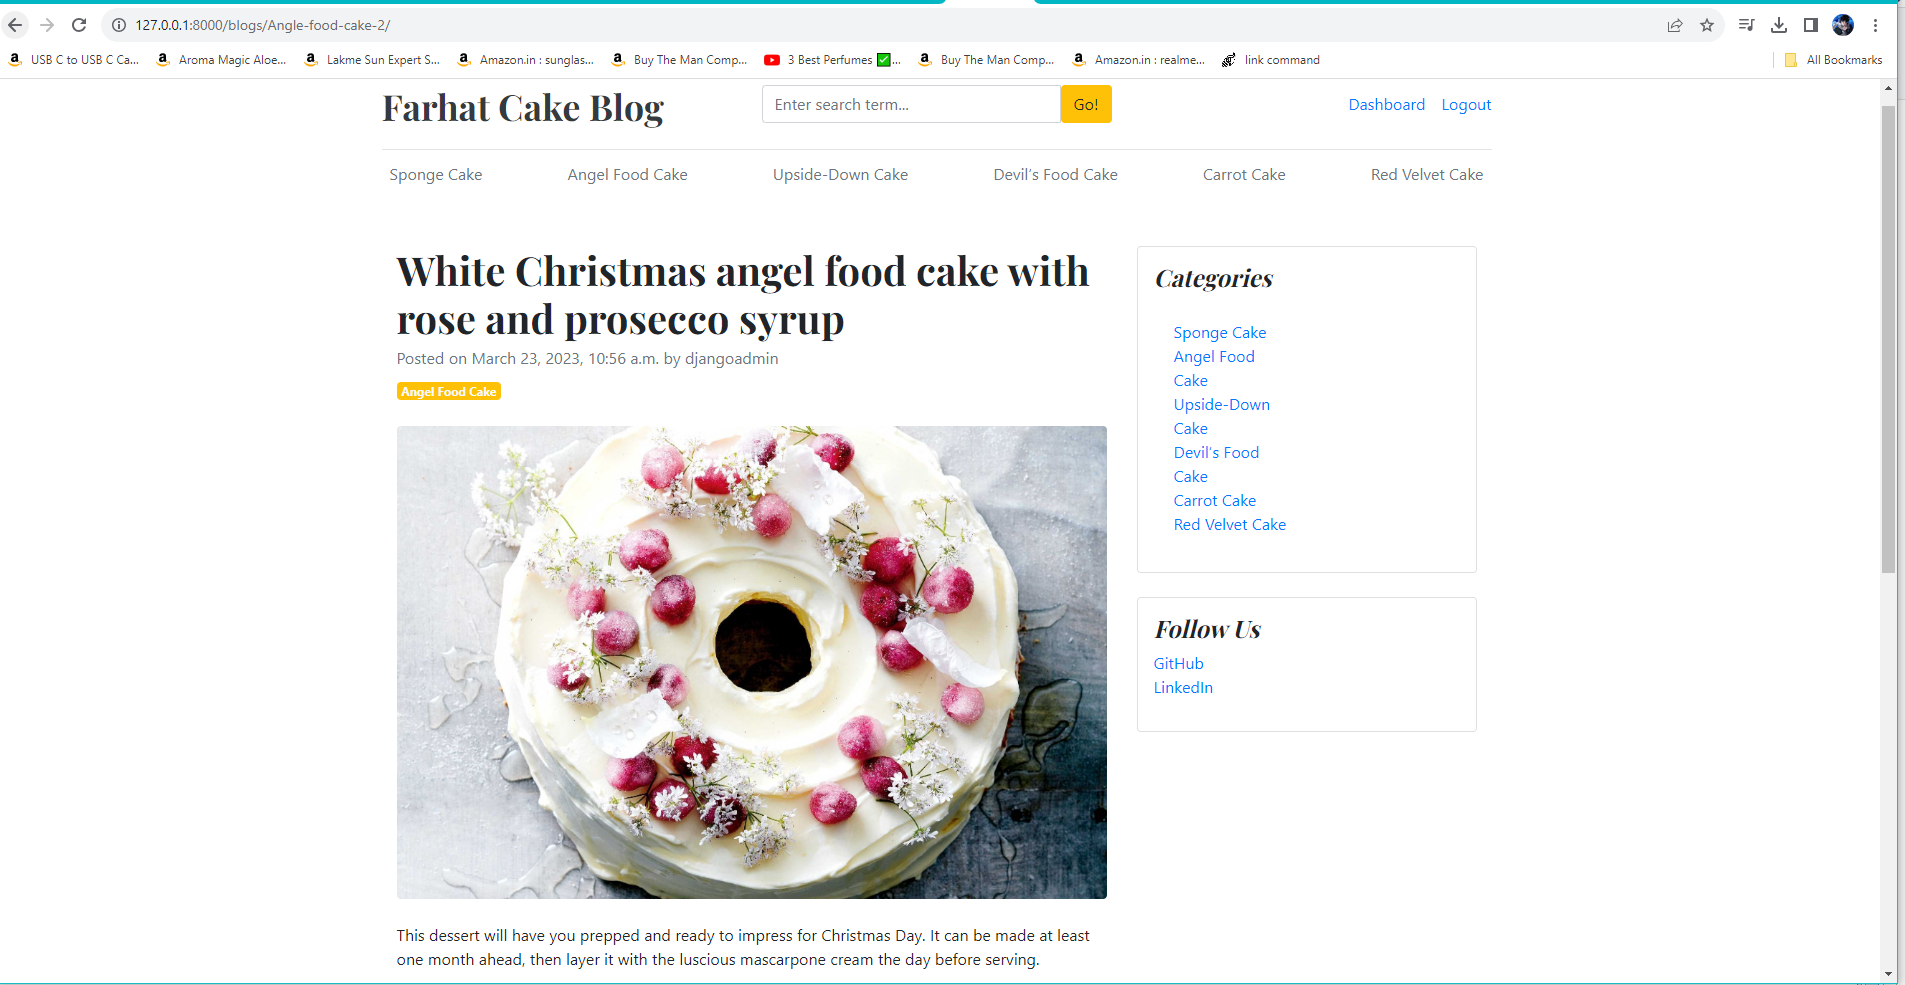 127.0.0.1:8000/blogs/Angle-food-cake-2/
USB C to USB C Ca... Aroma Magic Aloe... Lakme Sun Expert S... Amazon.in : sunglas... Buy The Man Comp... 3 Best Perfumes ✅... Buy The Man Comp... Amazon.in : realme... link command All Bookmarks
Farhat Cake Blog
Enter search term...
Go!
Dashboard Logout
Sponge Cake Angel Food Cake Upside-Down Cake Devil’s Food Cake Carrot Cake Red Velvet Cake
White Christmas angel food cake with
rose and prosecco syrup
Posted on March 23, 2023, 10:56 a.m. by djangoadmin
Angel Food Cake
This dessert will have you prepped and ready to impress for Christmas Day. It can be made at least
one month ahead, then layer it with the luscious mascarpone cream the day before serving.
Categories
Sponge Cake
Angel Food
Cake
Upside-Down
Cake
Devil’s Food
Cake
Carrot Cake
Red Velvet Cake
Follow Us
GitHub
LinkedIn